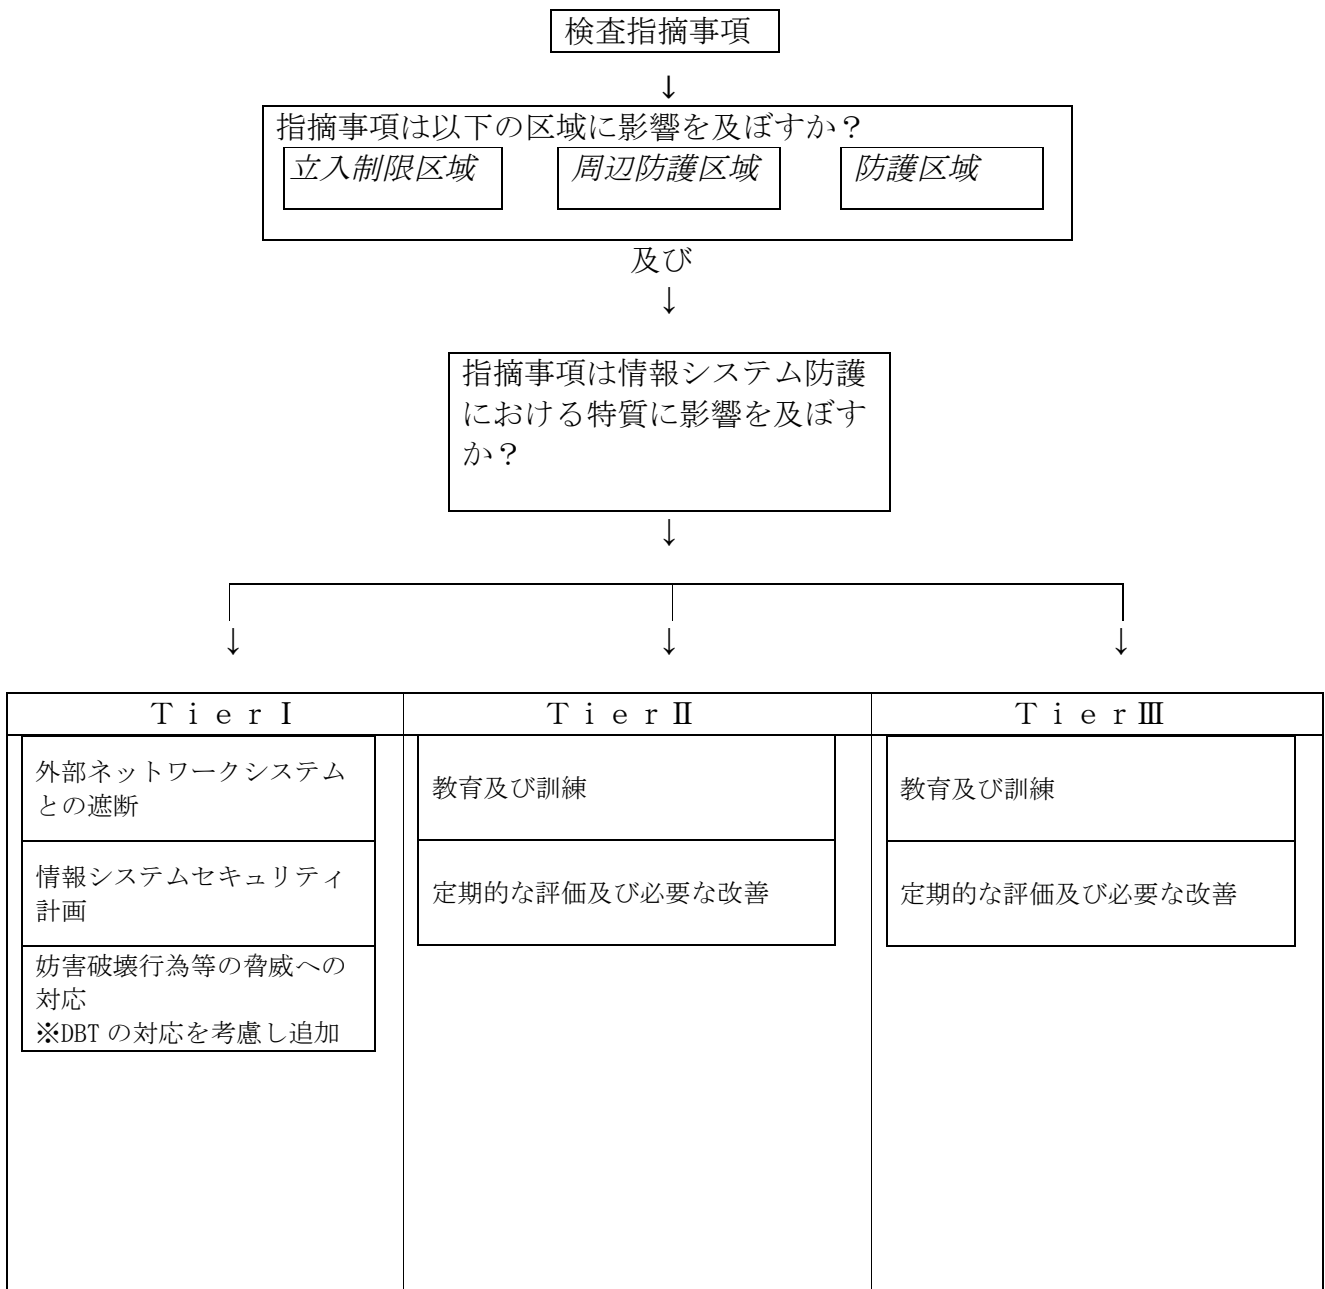 検査指摘事項
↓
指摘事項は以下の区域に影響を及ぼすか？
立入制限区域 周辺防護区域 防護区域
及び
↓
指摘事項は情報システム防護
における特質に影響を及ぼす
か？
↓
↓ ↓ ↓
ＴｉｅｒⅠ ＴｉｅｒⅡ ＴｉｅｒⅢ
外部ネットワークシステム
との遮断
教育及び訓練
教育及び訓練
情報システムセキュリティ
計画
定期的な評価及び必要な改善
定期的な評価及び必要な改善
妨害破壊行為等の脅威への
対応
※DBT の対応を考慮し追加